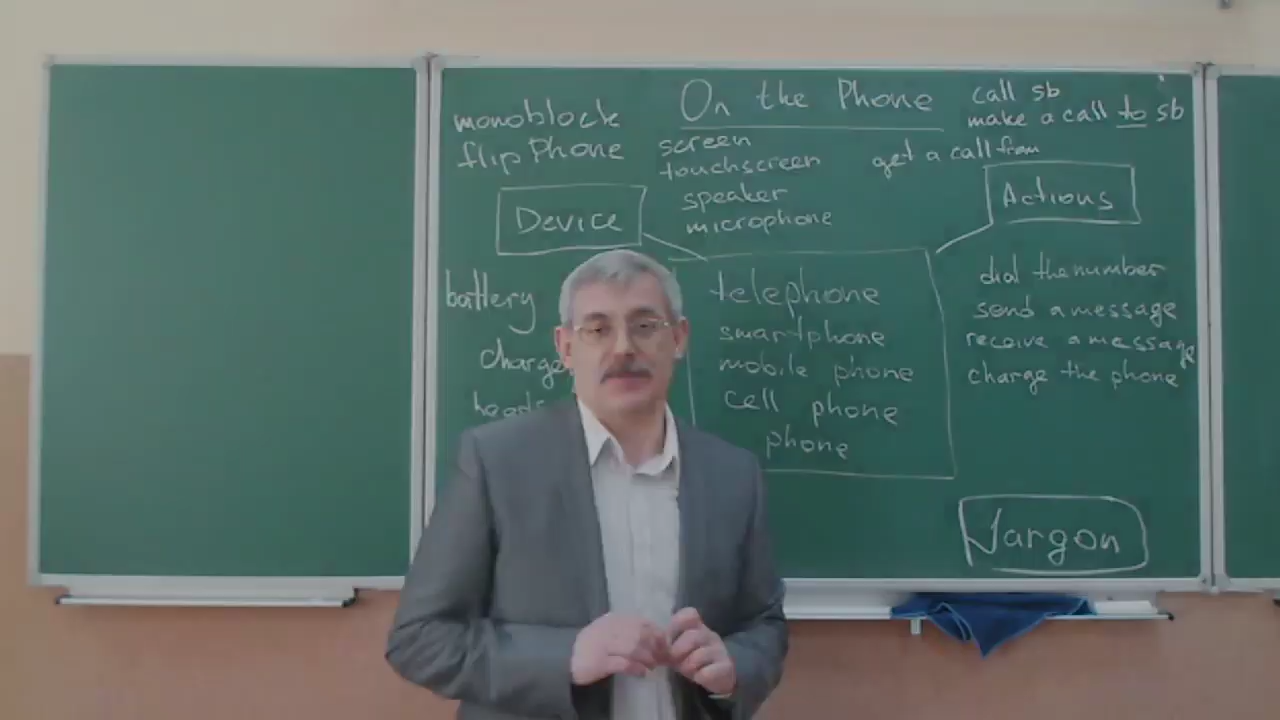 On the Phone
monoblock
flip Phone
screen
touchscreen
speaker
microphone
call sb
make a call to sb
get a call from
Device
Actions
battery
telephone
smartphone
mobile phone
cell phone
phone
dial the number
send a message
receive a message
charge the phone
Jargon